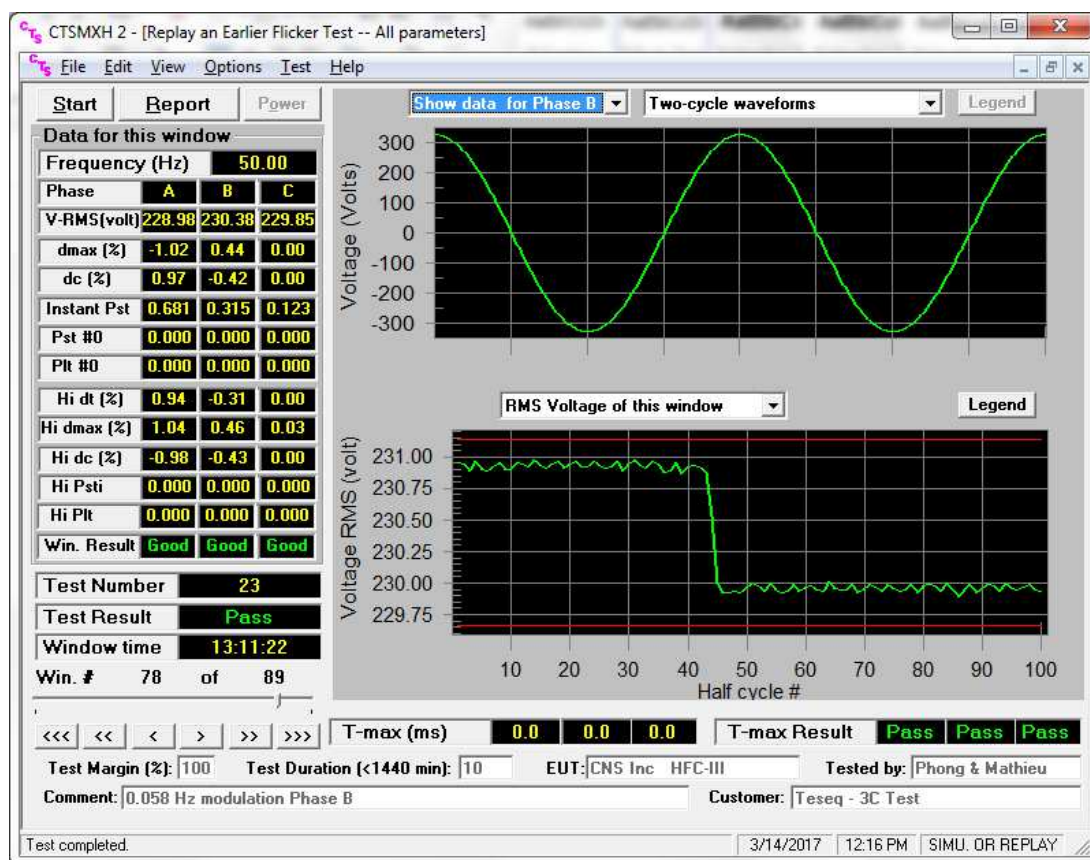 CTSMXH 2 - [Replay an Earlier Flicker Test -- All parameters]
CTS File Edit View Options Test Help
Start Report Power
Show data for Phase B Two-cycle waveforms Legend
Data for this window
Frequency (Hz) 50.00
Phase A B C
V-RMS(volt) 228.98 230.38 229.85
dmax (%) -1.02 0.44 0.00
dc (%) 0.97 -0.42 0.00
Instant Pst 0.681 0.315 0.123
Pst #0 0.000 0.000 0.000
Plt #0 0.000 0.000 0.000
Hi dt (%) 0.94 -0.31 0.00
Hi dmax (%) 1.04 0.46 0.03
Hi dc (%) -0.98 -0.43 0.00
Hi Psti 0.000 0.000 0.000
Hi Plt 0.000 0.000 0.000
Win. Result Good Good Good
Test Number 23
Test Result Pass
Window time 13:11:22
Win. # 78 of 89
<<< << < > >> >>>
Voltage (Volts)
300
200
100
0
-100
-200
-300
RMS Voltage of this window Legend
Voltage RMS (volt)
231.00
230.75
230.50
230.25
230.00
229.75
10 20 30 40 50 60 70 80 90 100
Half cycle #
T-max (ms) 0.0 0.0 0.0 T-max Result Pass Pass Pass
Test Margin (%): 100 Test Duration (<1440 min): 10 EUT: CNS Inc HFC-III Tested by: Phong & Mathieu
Comment: 0.058 Hz modulation Phase B Customer: Teseq - 3C Test
Test completed. 3/14/2017 12:16 PM SIMU. OR REPLAY